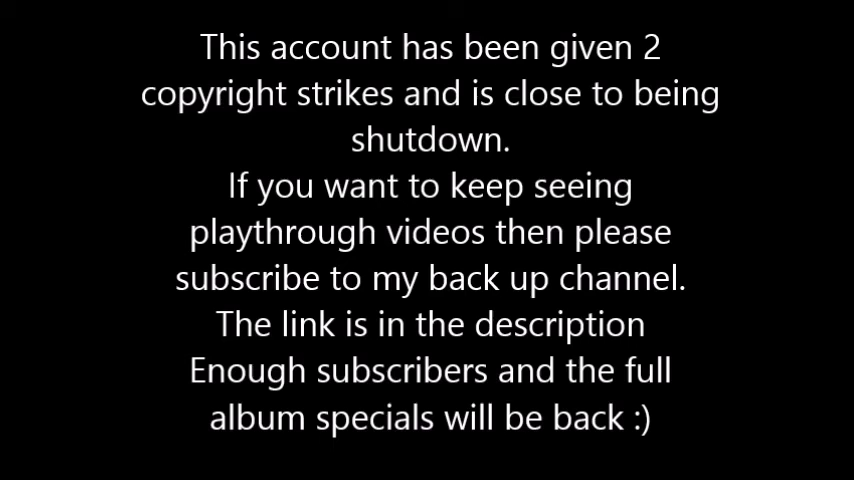 This account has been given 2
copyright strikes and is close to being
shutdown.
If you want to keep seeing
playthrough videos then please
subscribe to my back up channel.
The link is in the description
Enough subscribers and the full
album specials will be back :)